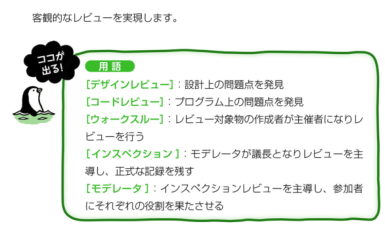 客観的なレビューを実現します。
ココが
出る!
用語
[デザインレビュー]：設計上の問題点を発見
[コードレビュー]：プログラム上の問題点を発見
[ウォークスルー]：レビュー対象物の作成者が主催者になりレ
ビューを行う
[インスペクション]：モデレータが議長となりレビューを主
導し、正式な記録を残す
[モデレータ]：インスペクションレビューを主導し、参加者
にそれぞれの役割を果たさせる